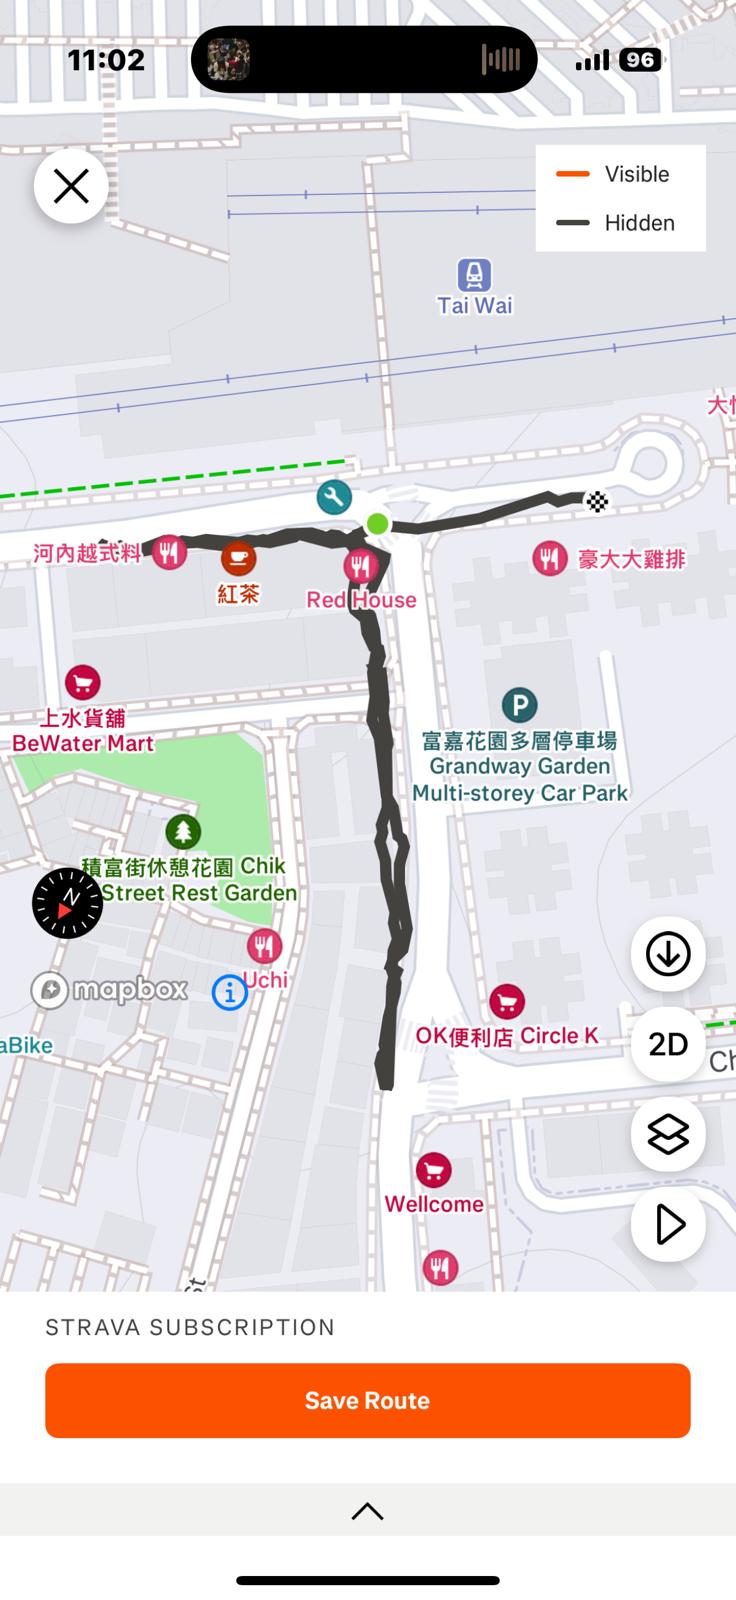 11:02
96
Visible
Hidden
Tai Wai
大
河內越式料
紅茶
Red House
豪大大雞排
上水貨舖
BeWater Mart
P
富嘉花園多層停車場
Grandway Garden
Multi-storey Car Park
積富街休憩花園 Chik
Street Rest Garden
N
mapbox
Uchi
OK便利店 Circle K
aBike
2D
Ch
Wellcome
St
STRAVA SUBSCRIPTION
Save Route